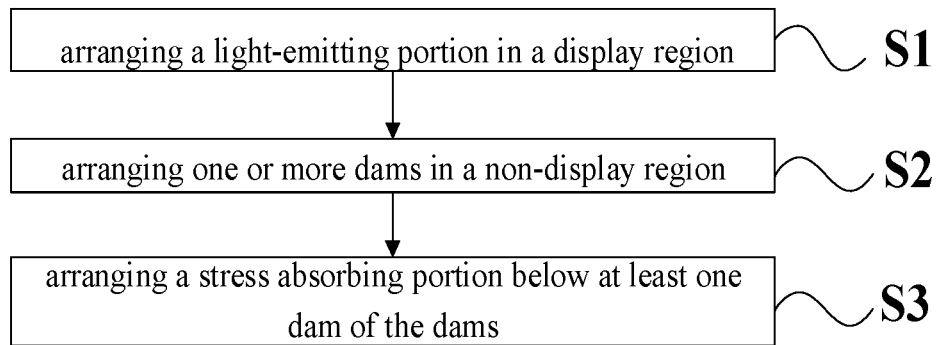 arranging a light-emitting portion in a display region
S1
arranging one or more dams in a non-display region
S2
arranging a stress absorbing portion below at least one
dam of the dams
S3